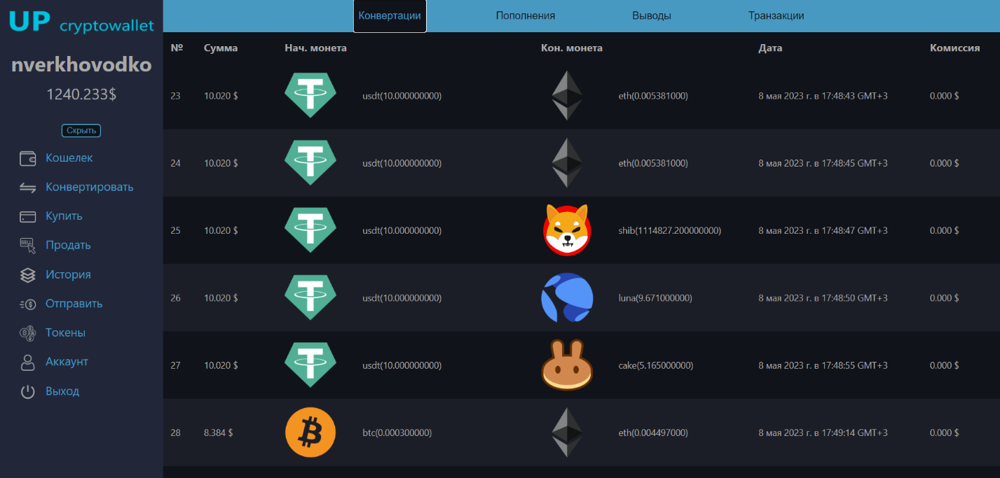 UP cryptowallet
nverkhovodko
1240.233$
Скрыть
Кошелек
Конвертировать
Купить
SELL
Продать
История
Отправить
Токены
Аккаунт
Выход
Конвертации Пополнения Выводы Транзакции
№ Сумма Нач. монета Кон. монета Дата Комиссия
23 10.020 $ usdt(10.000000000) eth(0.005381000) 8 мая 2023 г. в 17:48:43 GMT+3 0.000 $
24 10.020 $ usdt(10.000000000) eth(0.005381000) 8 мая 2023 г. в 17:48:45 GMT+3 0.000 $
25 10.020 $ usdt(10.000000000) shib(1114827.200000000) 8 мая 2023 г. в 17:48:47 GMT+3 0.000 $
26 10.020 $ usdt(10.000000000) luna(9.671000000) 8 мая 2023 г. в 17:48:50 GMT+3 0.000 $
27 10.020 $ usdt(10.000000000) cake(5.165000000) 8 мая 2023 г. в 17:48:55 GMT+3 0.000 $
28 8.384 $ btc(0.000300000) eth(0.004497000) 8 мая 2023 г. в 17:49:14 GMT+3 0.000 $